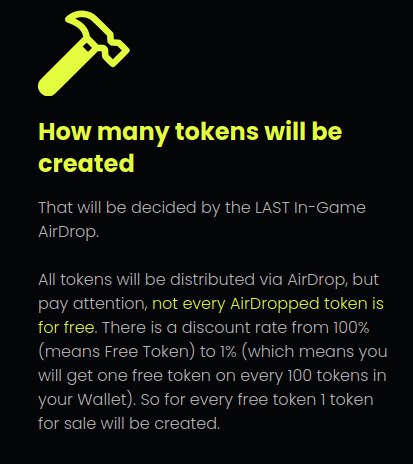 How many tokens will be
created
That will be decided by the LAST In-Game
AirDrop.
All tokens will be distributed via AirDrop, but
pay attention, not every AirDropped token is
for free. There is a discount rate from 100%
(means Free Token) to 1% (which means you
will get one free token on every 100 tokens in
your Wallet). So for every free token 1 token
for sale will be created.